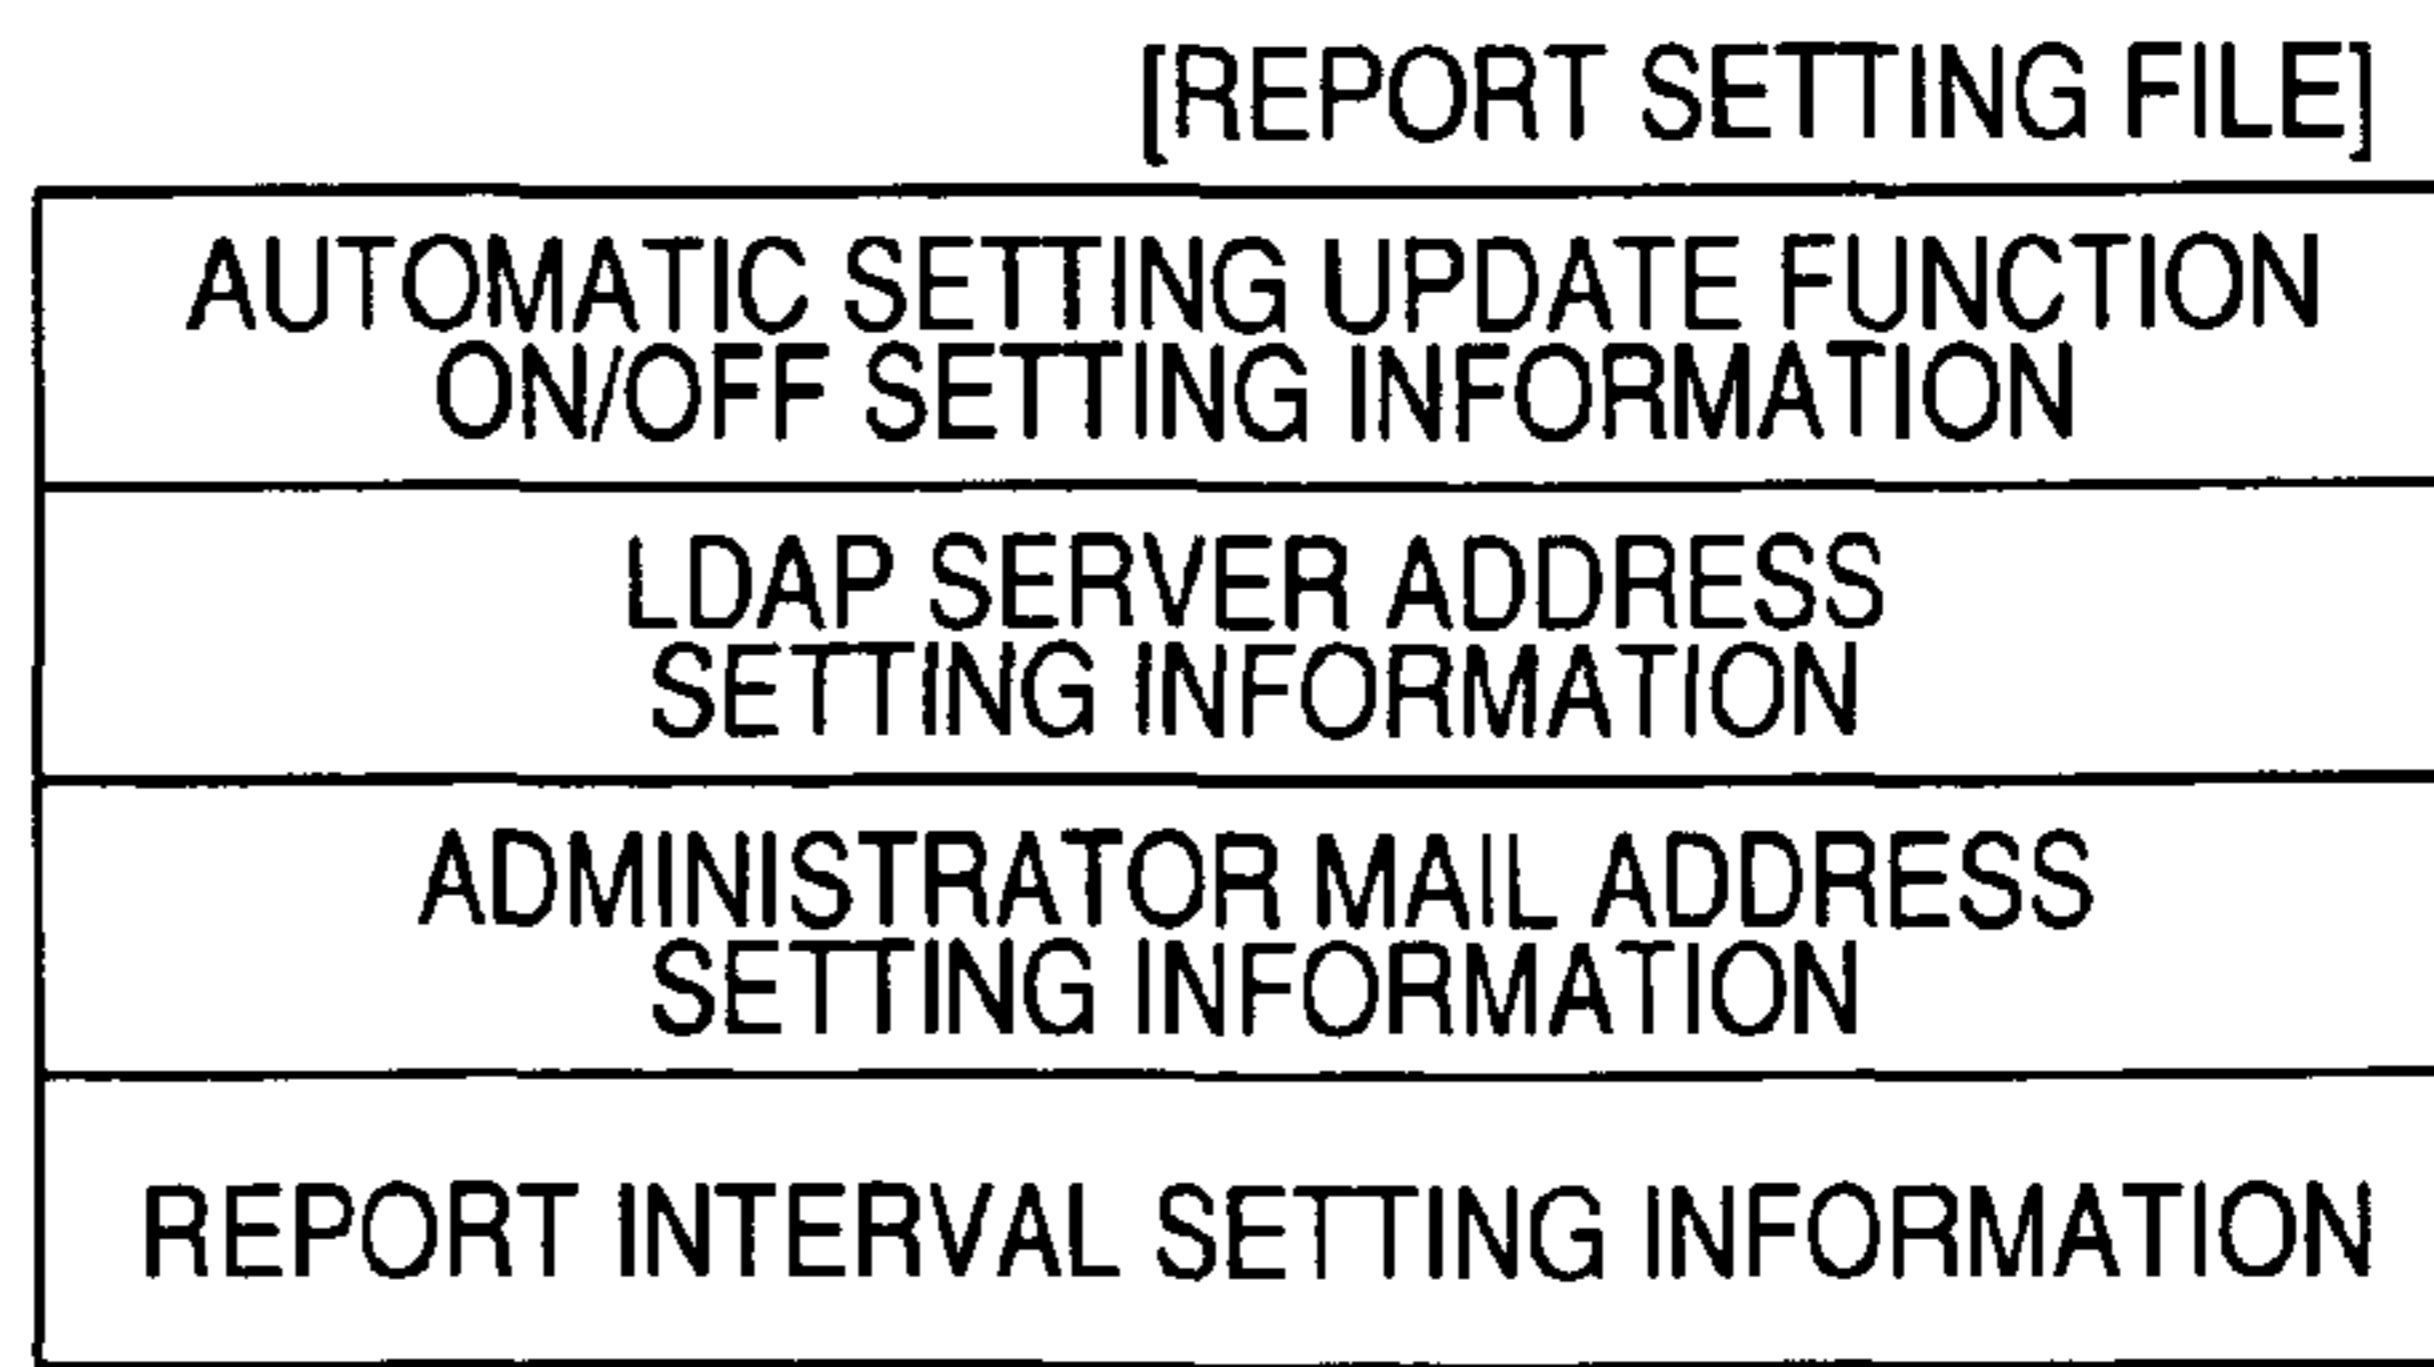 [REPORT SETTING FILE]
AUTOMATIC SETTING UPDATE FUNCTION
ON/OFF SETTING INFORMATION
LDAP SERVER ADDRESS
SETTING INFORMATION
ADMINISTRATOR MAIL ADDRESS
SETTING INFORMATION
REPORT INTERVAL SETTING INFORMATION